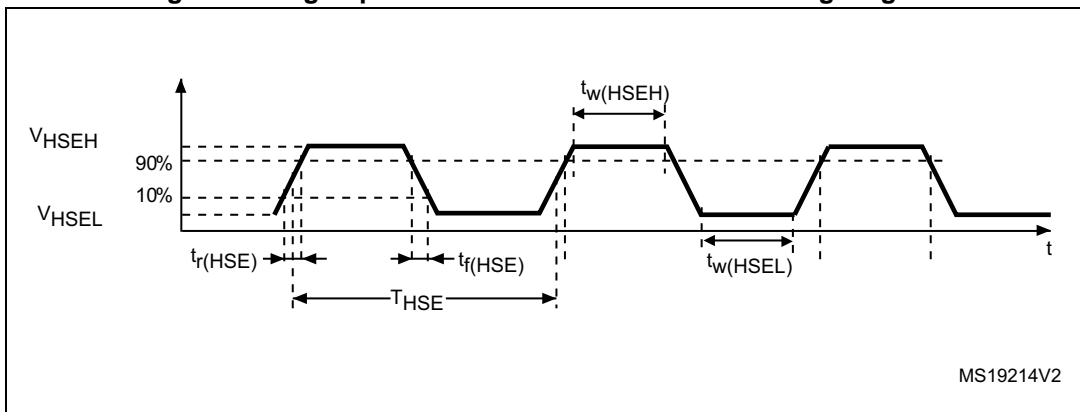 tw(HSEH)
VHSEH
90%
10%
VHSEL
tr(HSE)
tf(HSE)
tw(HSEL)
t
THSE
MS19214V2